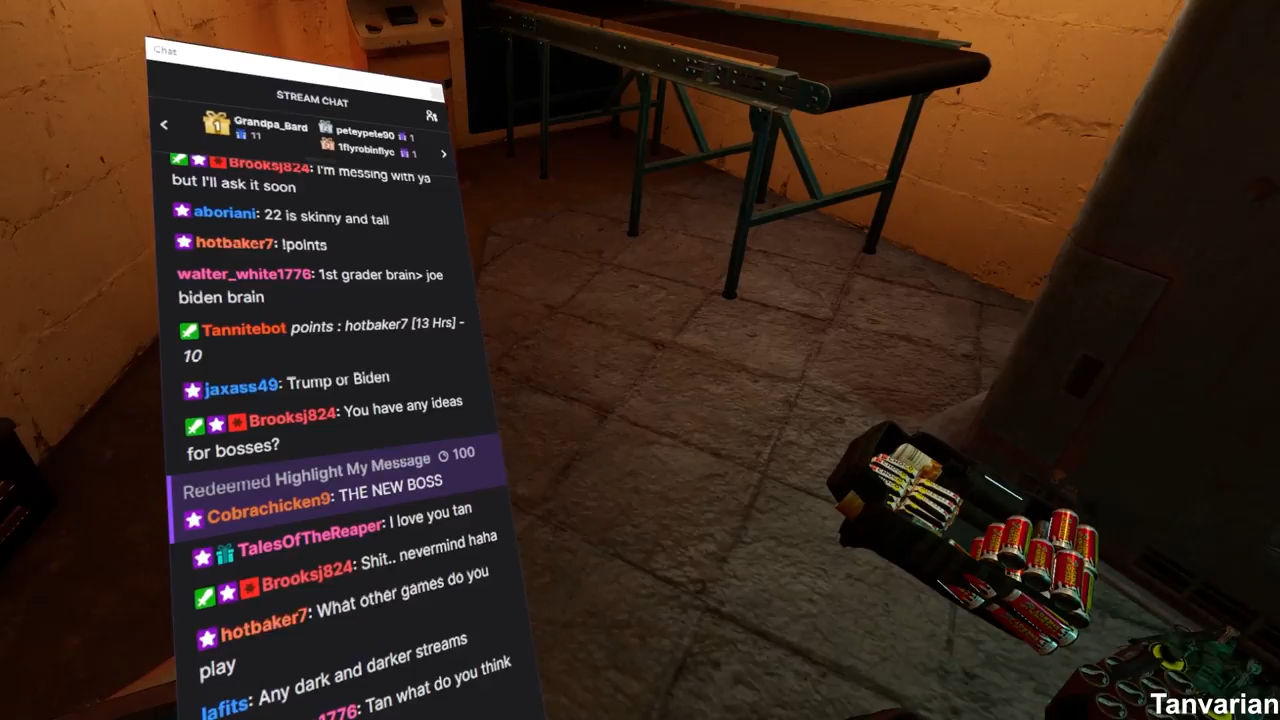 Chat
STREAM CHAT
1 Grandpa_Bard
11
peteypete90 1
1flyrobinflyc 1
Brooksj824: I'm messing with ya
but I'll ask it soon
aboriani: 22 is skinny and tall
hotbaker7: !points
walter_white1776: 1st grader brain> joe
biden brain
Tannitebot points : hotbaker7 [13 Hrs] -
10
jaxass49: Trump or Biden
Brooksj824: You have any ideas
for bosses?
Redeemed Highlight My Message 100
Cobrachicken9: THE NEW BOSS
TalesOfTheReaper: I love you tan
Brooksj824: Shit.. nevermind haha
hotbaker7: What other games do you
play
lafits: Any dark and darker streams
1776: Tan what do you think
Tanvarian